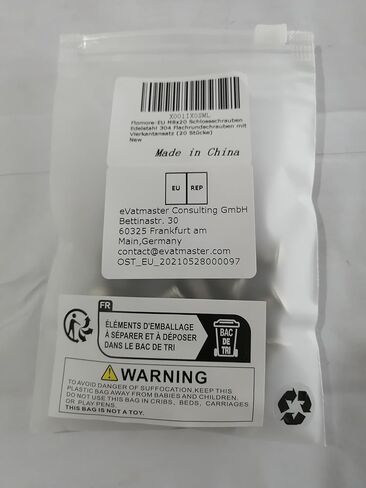 X001IX0SML
Flomore-EU M8x20 Schlossschrauben
Edelstahl 304 Flachrundschrauben mit
Vierkantansatz (20 Stücke)
New
Made in China
EU REP
eVatmaster Consulting GmbH
Bettinastr. 30
60325 Frankfurt am
Main,Germany
contact@evatmaster.com
OST_EU_20210528000097
FR
ÉLÉMENTS D'EMBALLAGE
À SÉPARER ET À DÉPOSER
DANS LE BAC DE TRI
BAC
DE
TRI
WARNING
TO AVOID DANGER OF SUFFOCATION,KEEP THIS
PLASTIC BAG AWAY FROM BABIES AND CHILDREN.
DO NOT USE THIS BAG IN CRIBS, BEDS, CARRIAGES
OR PLAY PENS.
THIS BAG IS NOT A TOY.